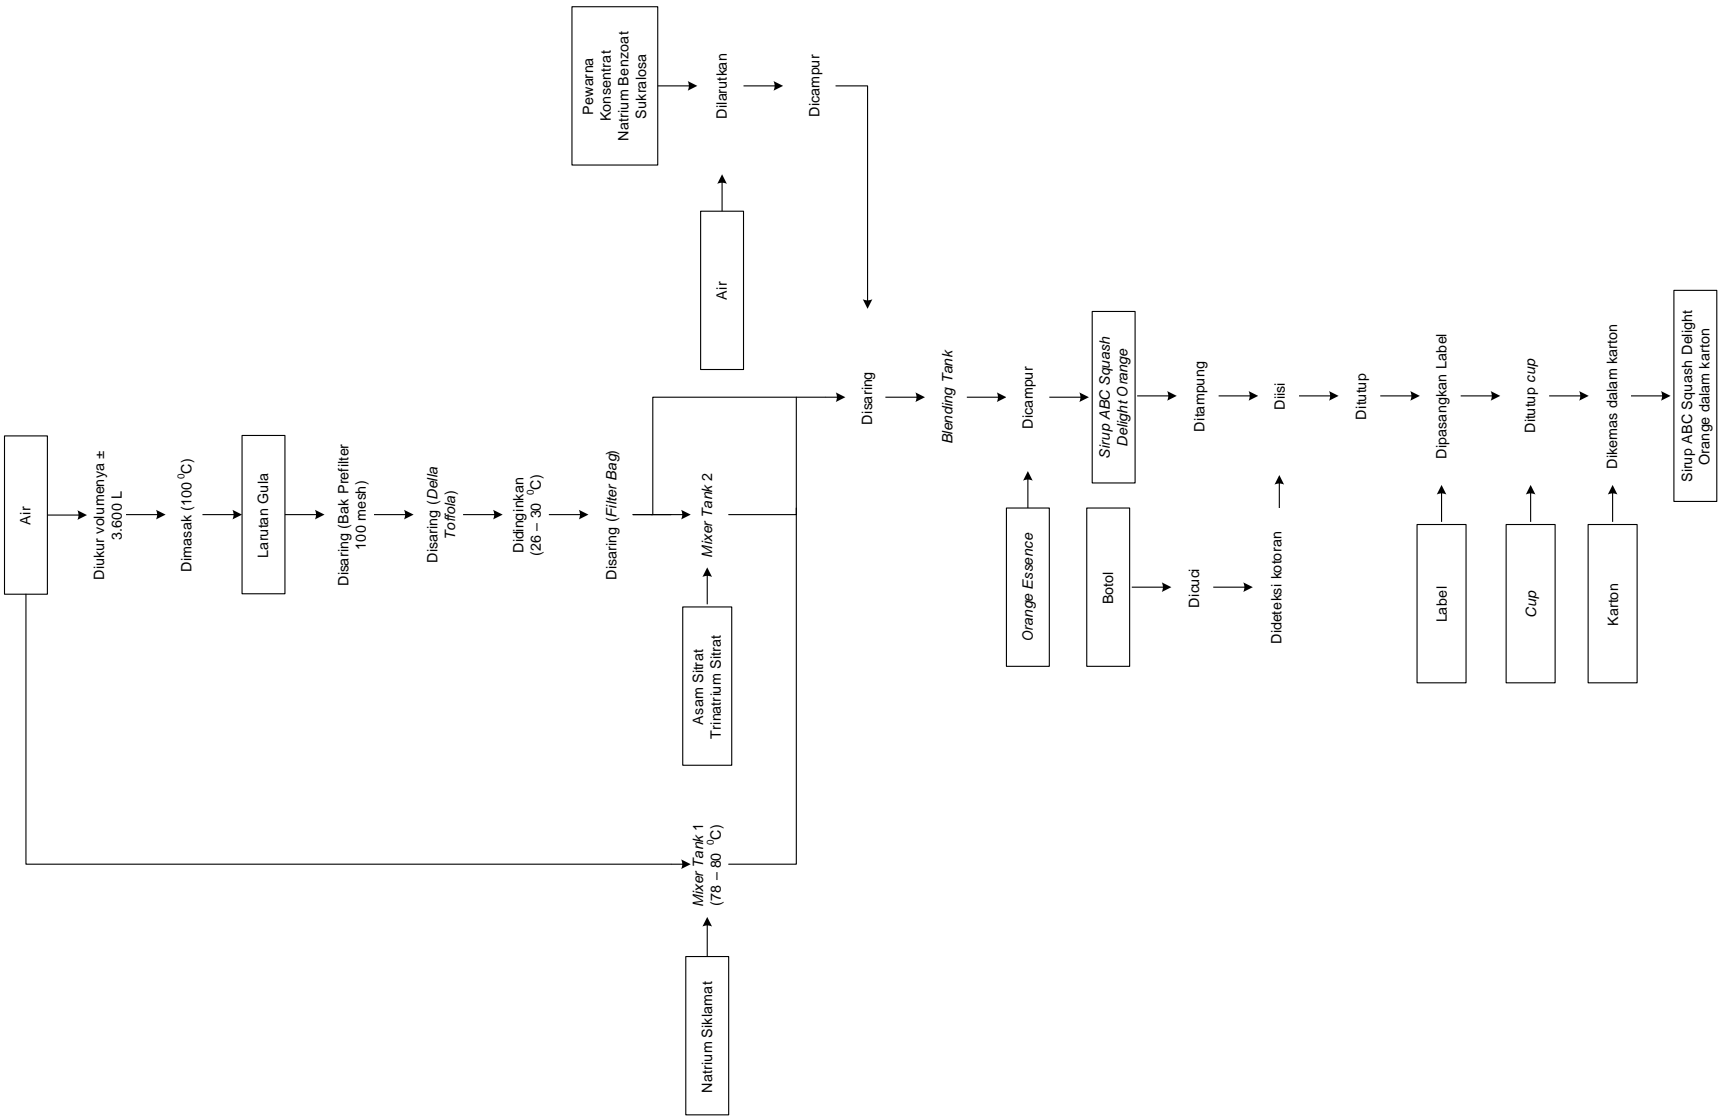 Air
Diukur volumenya ±
3.600 L
Dimasak (100 ⁰C)
Larutan Gula
Disaring (Bak Prefilter
100 mesh)
Disaring (Della
Toffola)
Didinginkan
(26 – 30 ⁰C)
Disaring (Filter Bag)
Mixer Tank 2
Asam Sitrat
Trinatrium Sitrat
Mixer Tank 1
(78 – 80 ⁰C)
Natrium Siklamat
Pewarna
Konsentrat
Natrium Benzoat
Sukralosa
Dilarutkan
Dicampur
Air
Disaring
Blending Tank
Dicampur
Orange Essence
Sirup ABC Squash
Delight Orange
Ditampung
Diisi
Botol
Dicuci
Dideteksi kotoran
Ditutup
Dipasangkan Label
Label
Ditutup cup
Cup
Dikemas dalam karton
Karton
Sirup ABC Squash Delight
Orange dalam karton